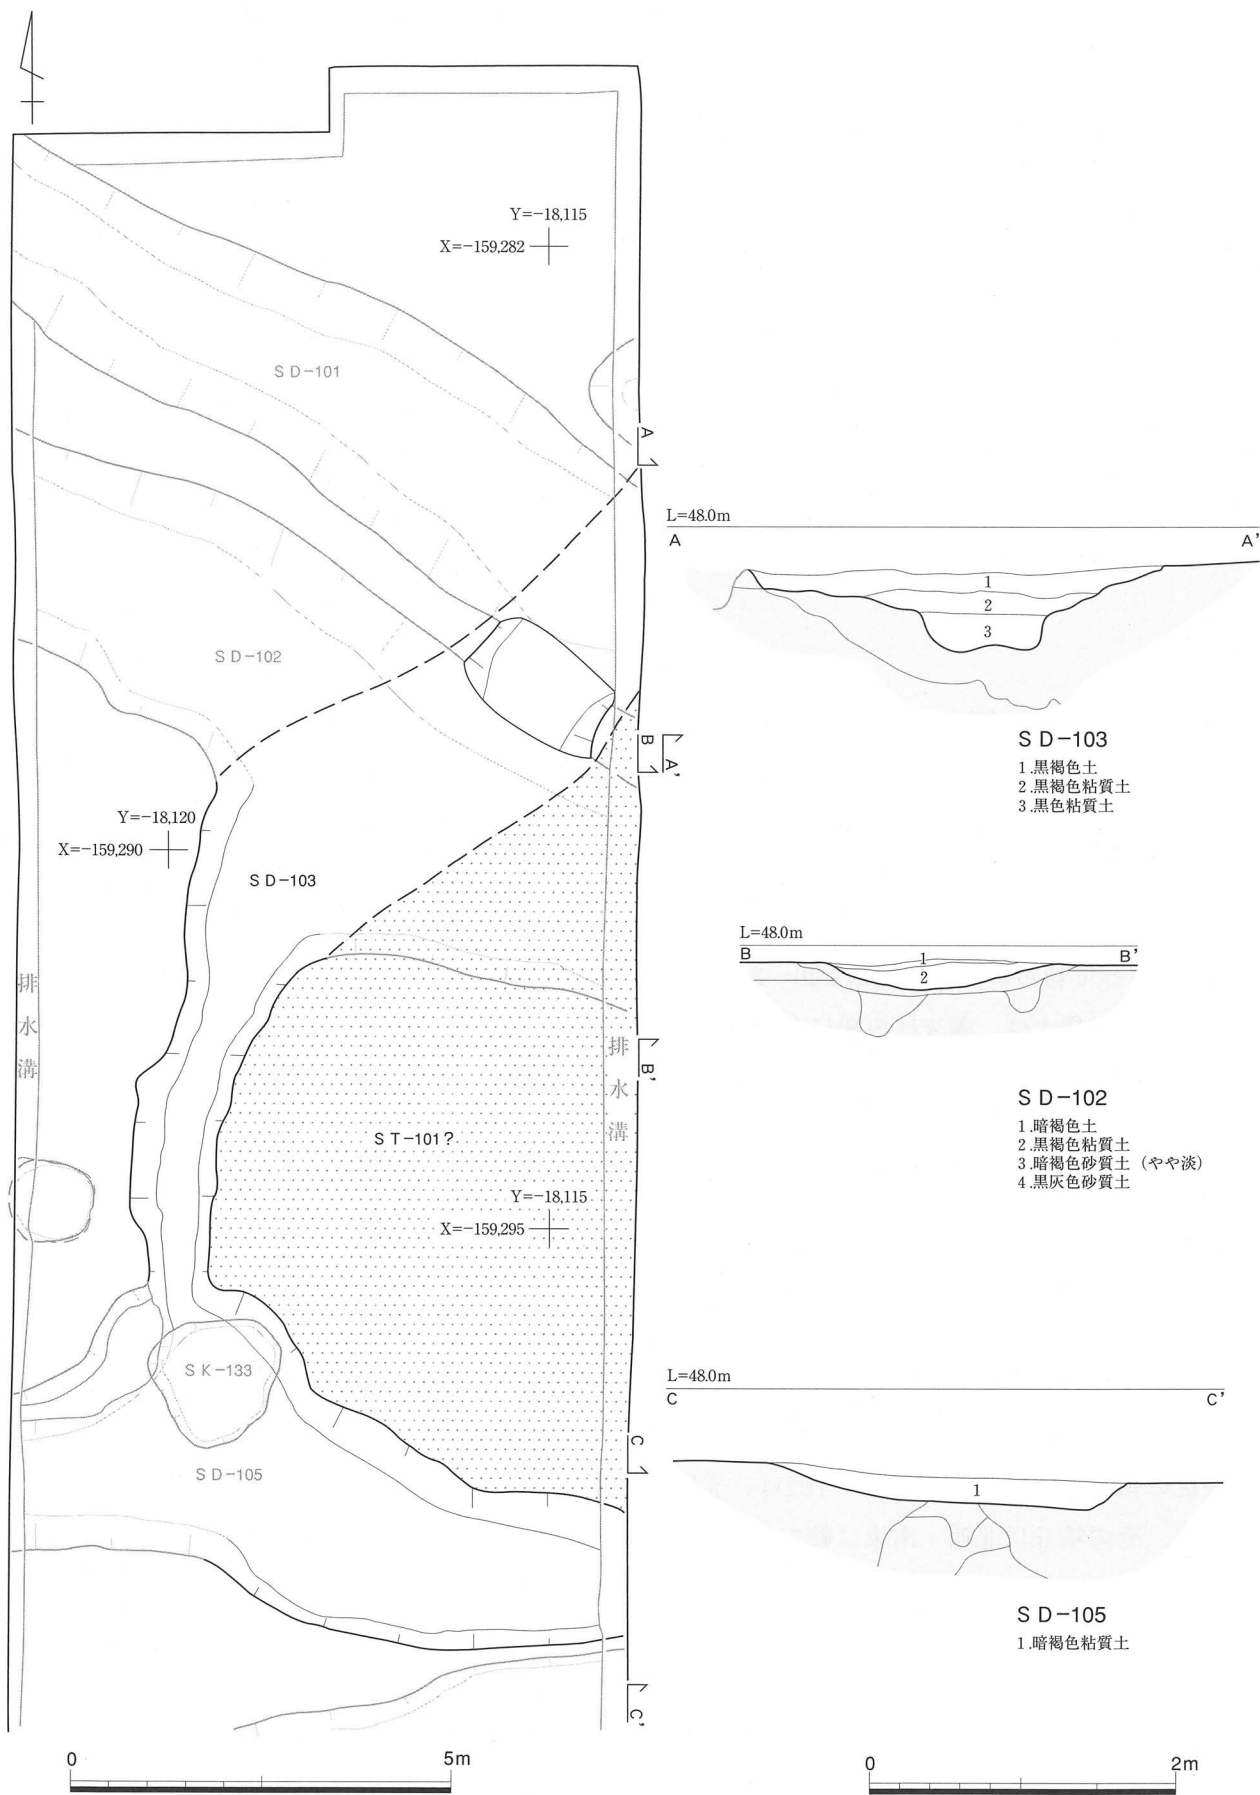 Y=−18,115
X=−159,282
SD−101
A
SD−102
B
A'
Y=−18,120
X=−159,290
SD−103
排水溝
排水溝
B'
ST−101?
Y=−18,115
X=−159,295
SK−133
C
SD−105
C'
0 5m
L=48.0m
A A'
1
2
3
SD−103
1.黒褐色土
2.黒褐色粘質土
3.黒色粘質土
L=48.0m
B B'
1
2
SD−102
1.暗褐色土
2.黒褐色粘質土
3.暗褐色砂質土（やや淡）
4.黒灰色砂質土
L=48.0m
C C'
1
SD−105
1.暗褐色粘質土
0 2m